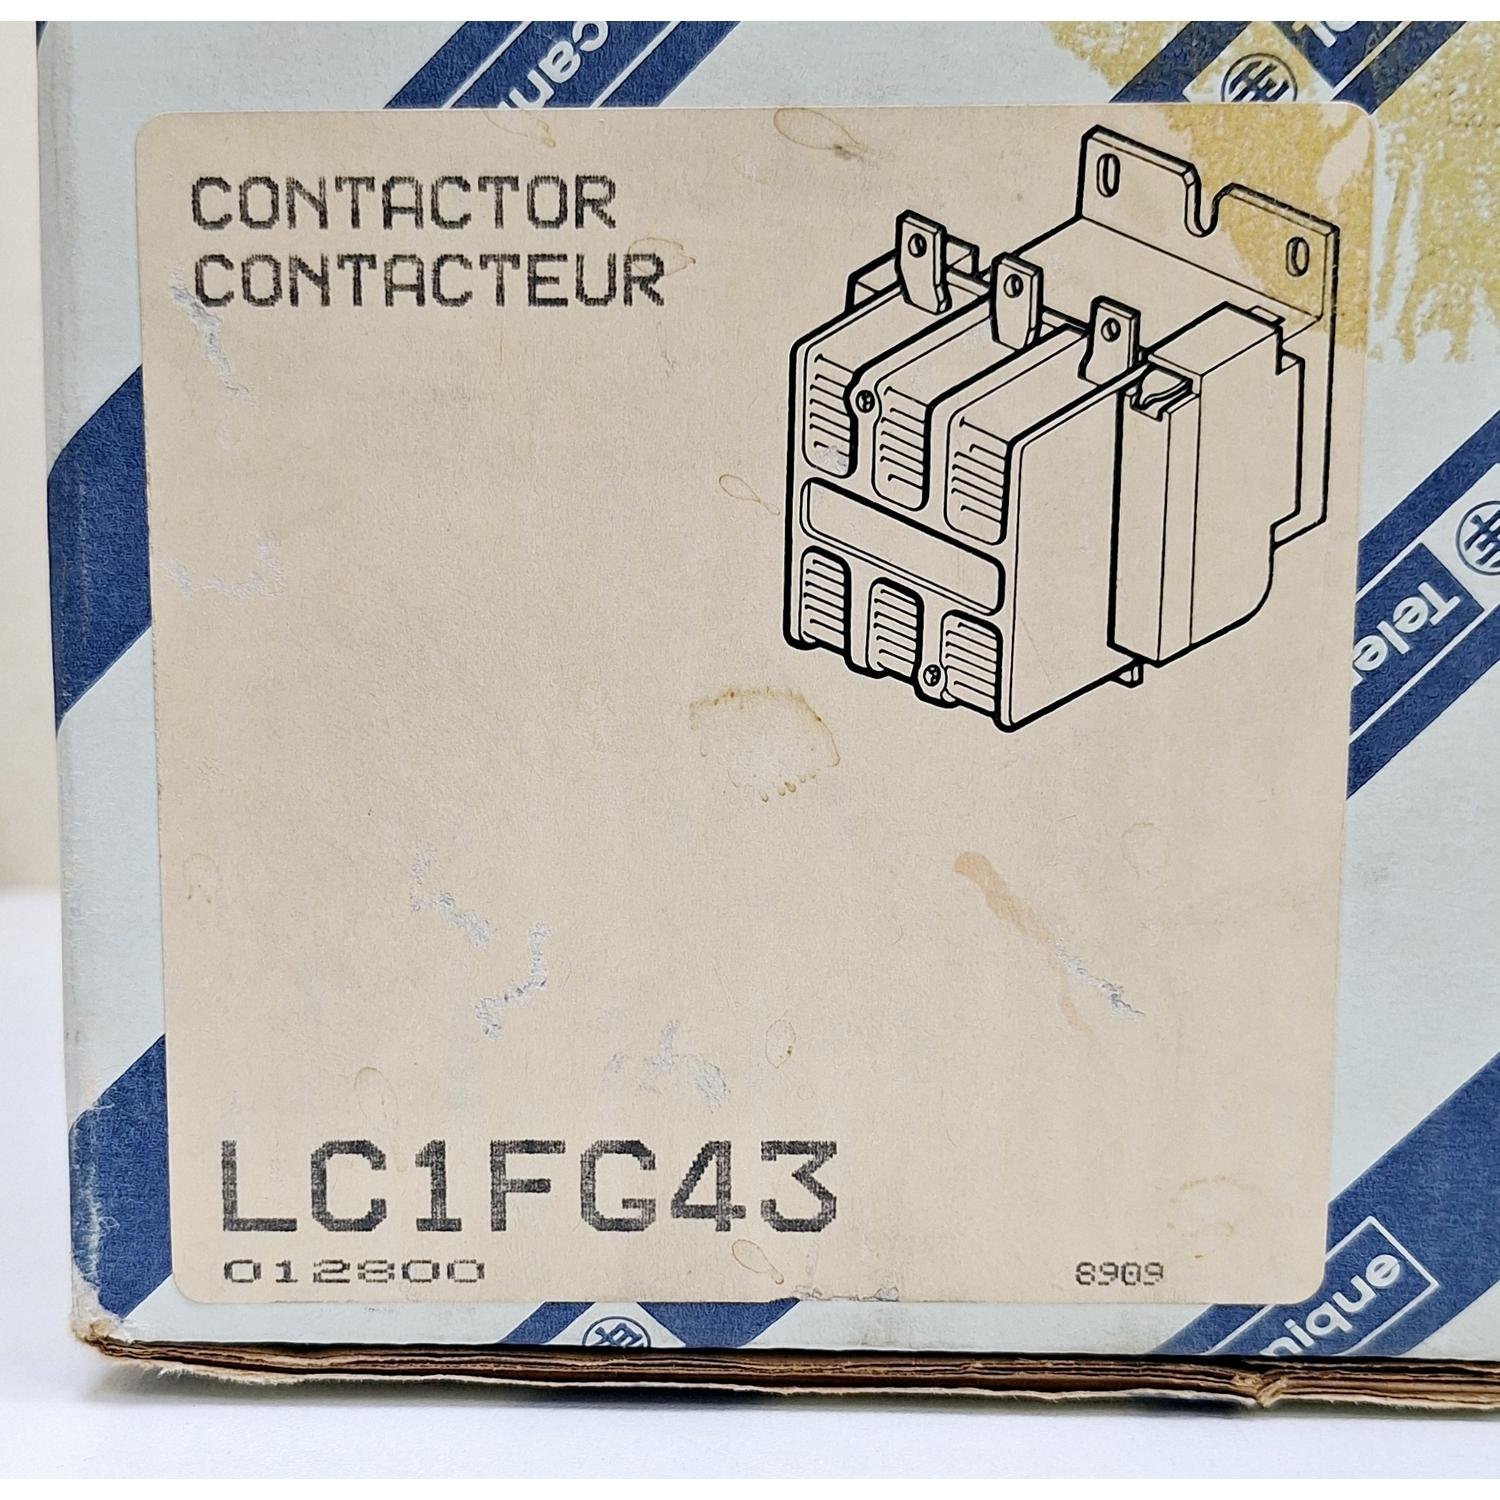 CONTACTOR
CONTACTEUR
LC1FG43
012800
8909